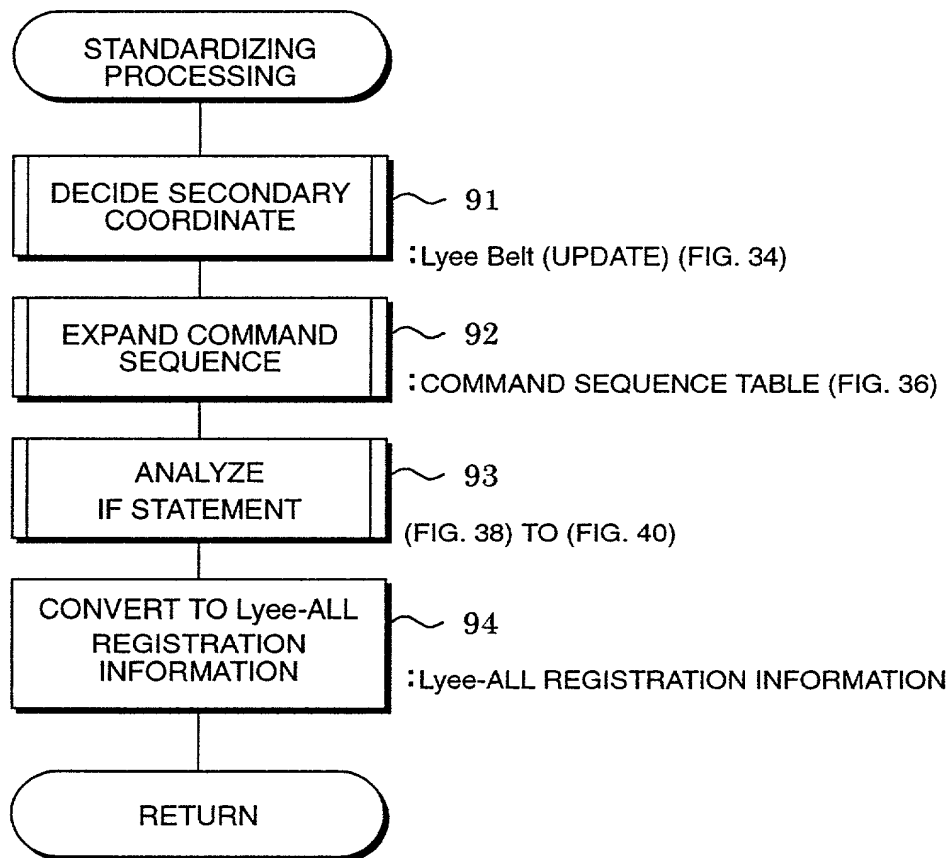 STANDARDIZING
PROCESSING
DECIDE SECONDARY
COORDINATE
91
:Lyee Belt (UPDATE) (FIG. 34)
EXPAND COMMAND
SEQUENCE
92
:COMMAND SEQUENCE TABLE (FIG. 36)
ANALYZE
IF STATEMENT
93
(FIG. 38) TO (FIG. 40)
CONVERT TO Lyee-ALL
REGISTRATION
INFORMATION
94
:Lyee-ALL REGISTRATION INFORMATION
RETURN